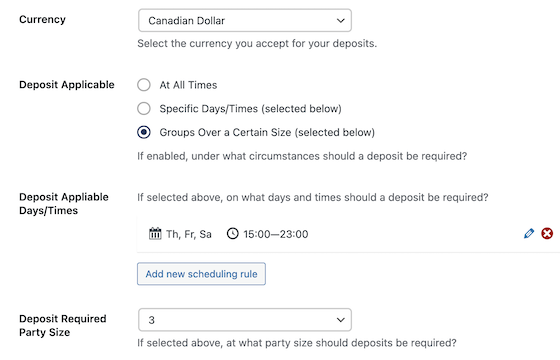 Currency
Canadian Dollar
Select the currency you accept for your deposits.
Deposit Applicable
At All Times
Specific Days/Times (selected below)
Groups Over a Certain Size (selected below)
If enabled, under what circumstances should a deposit be required?
Deposit Appliable
Days/Times
If selected above, on what days and times should a deposit be required?
Th, Fr, Sa 15:00—23:00
Add new scheduling rule
Deposit Required
Party Size
3
If selected above, at what party size should deposits be required?